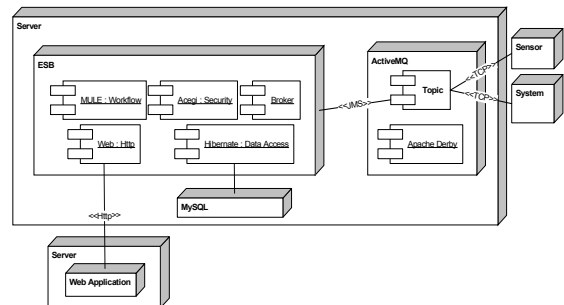 Server
ESB
ActiveMQ
Sensor
<<TCP>>
MULE : Workflow
Acegi : Security
Broker
<<JMS>>
Topic
<<TCP>>
System
Web : Http
Hibernate : Data Access
Apache Derby
MySQL
<<Http>>
Server
Web Application